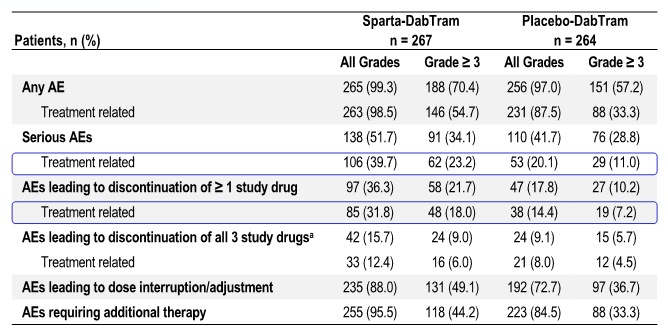 Sparta-DabTram Placebo-DabTram
Patients, n (%) n = 267 n = 264
All Grades Grade ≥ 3 All Grades Grade ≥ 3
Any AE 265 (99.3) 188 (70.4) 256 (97.0) 151 (57.2)
Treatment related 263 (98.5) 146 (54.7) 231 (87.5) 88 (33.3)
Serious AEs 138 (51.7) 91 (34.1) 110 (41.7) 76 (28.8)
Treatment related 106 (39.7) 62 (23.2) 53 (20.1) 29 (11.0)
AEs leading to discontinuation of ≥ 1 study drug 97 (36.3) 58 (21.7) 47 (17.8) 27 (10.2)
Treatment related 85 (31.8) 48 (18.0) 38 (14.4) 19 (7.2)
AEs leading to discontinuation of all 3 study drugsᵃ 42 (15.7) 24 (9.0) 24 (9.1) 15 (5.7)
Treatment related 33 (12.4) 16 (6.0) 21 (8.0) 12 (4.5)
AEs leading to dose interruption/adjustment 235 (88.0) 131 (49.1) 192 (72.7) 97 (36.7)
AEs requiring additional therapy 255 (95.5) 118 (44.2) 223 (84.5) 88 (33.3)